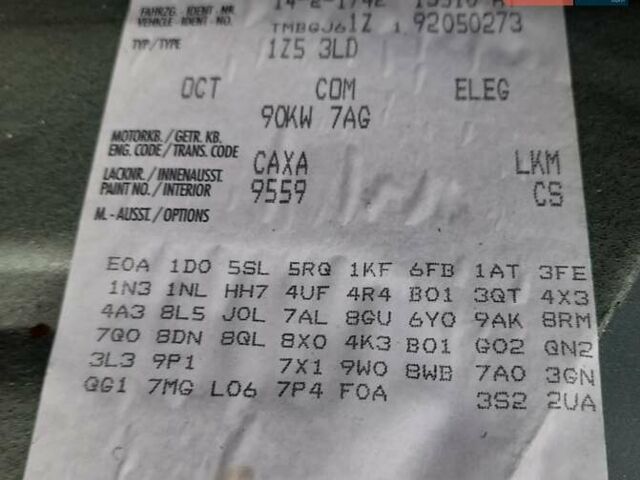 FAHRZG.-IDENT-NR.
VEHICLE-IDENT-NO. TMBGJ61Z 1 92050273
TYP/TYPE 1Z5 3LD
OCT COM ELEG
90KW 7AG
MOTORKB./GETR.KB.
ENG. CODE/TRANS. CODE CAXA LKM
LACKNR./INNENAUSST.
PAINT NO./INTERIOR 9559 CS
M.-AUSST./OPTIONS
E0A 1D0 5SL 5RQ 1KF 6FB 1AT 3FE
1N3 1NL HH7 4UF 4R4 B01 3QT 4X3
4A3 8L5 J0L 7AL 8GU 6Y0 9AK 8RM
7Q0 8DN 8QL 8X0 4K3 B01 G02 QN2
3L3 9P1 7X1 9W0 8WB 7A0 3GN
QG1 7MG L06 7P4 F0A 3S2 2UA